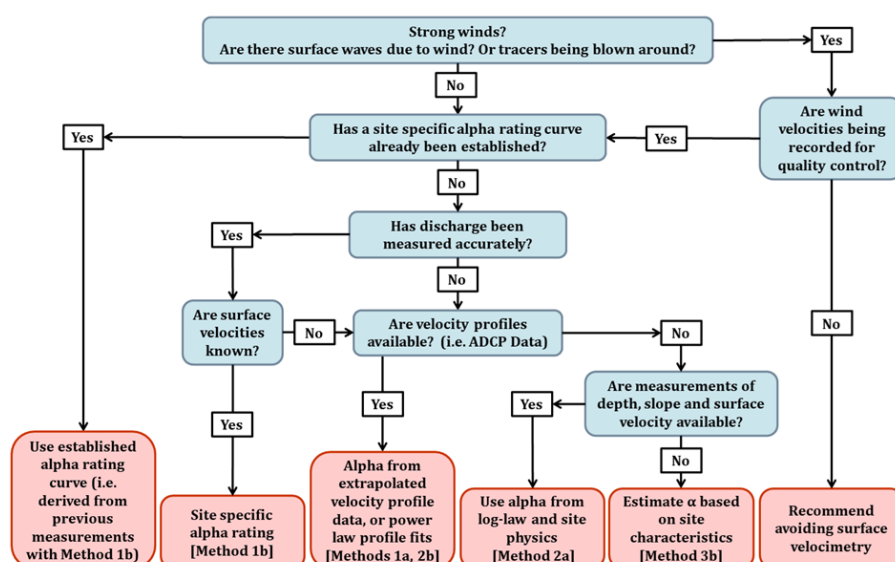 Strong winds?
Are there surface waves due to wind? Or tracers being blown around?
Yes
No
Yes
Has a site specific alpha rating curve
already been established?
Yes
Are wind
velocities being
recorded for
quality control?
No
Has discharge been
measured accurately?
Yes
No
Are surface
velocities
known?
No
Are velocity profiles
available? (i.e. ADCP Data)
No
No
Are measurements of
depth, slope and surface
velocity available?
Yes
Yes
Yes
No
Use established
alpha rating
curve (i.e.
derived from
previous
measurements
with Method 1b)
Site specific
alpha rating
[Method 1b]
Alpha from
extrapolated
velocity profile
data, or power
law profile fits
[Methods 1a, 2b]
Use alpha from
log-law and site
physics
[Method 2a]
Estimate α based
on site
characteristics
[Method 3b]
Recommend
avoiding surface
velocimetry